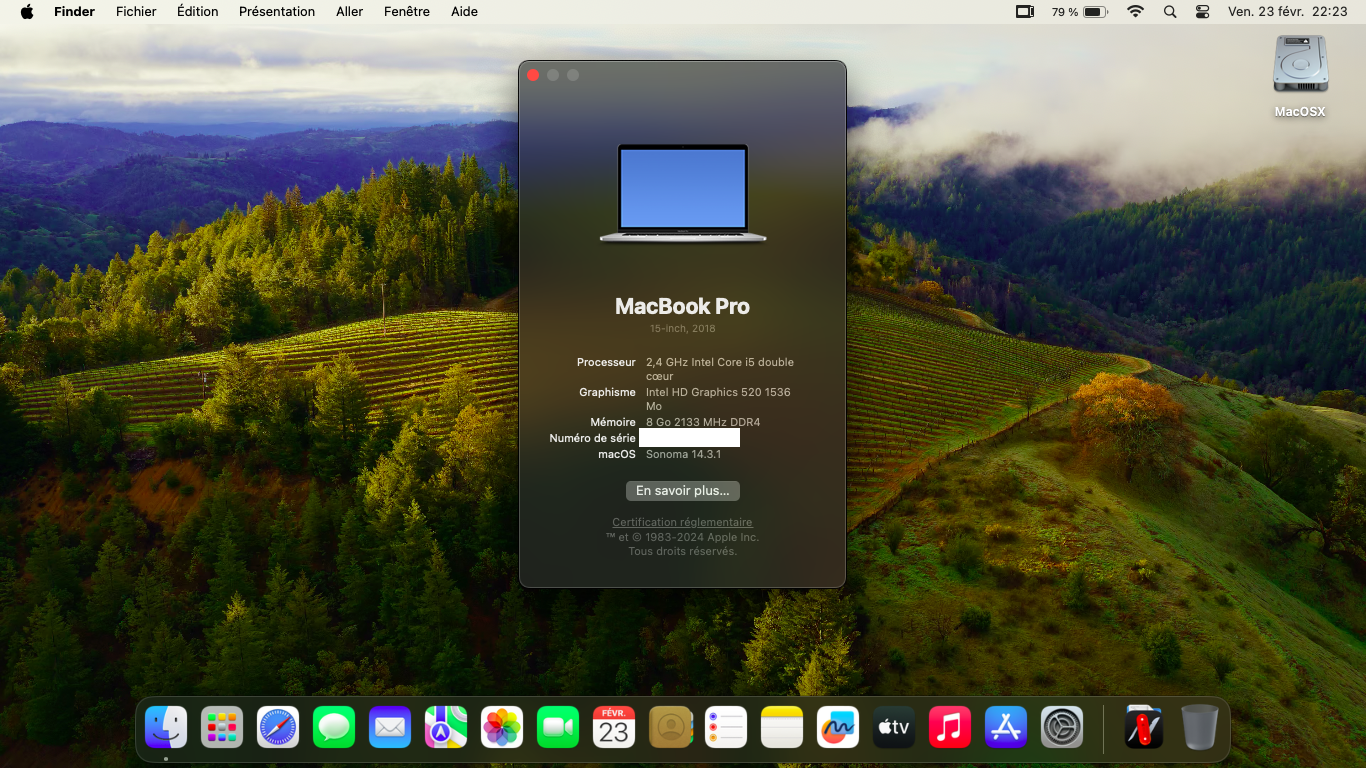 Finder Fichier Édition Présentation Aller Fenêtre Aide 79 % Ven. 23 févr. 22:23
MacOSX
MacBook Pro
15-inch, 2018
Processeur 2,4 GHz Intel Core i5 double
cœur
Graphisme Intel HD Graphics 520 1536
Mo
Mémoire 8 Go 2133 MHz DDR4
Numéro de série
macOS Sonoma 14.3.1
En savoir plus...
Certification réglementaire
™ et © 1983-2024 Apple Inc.
Tous droits réservés.
FÉVR.
23
tv